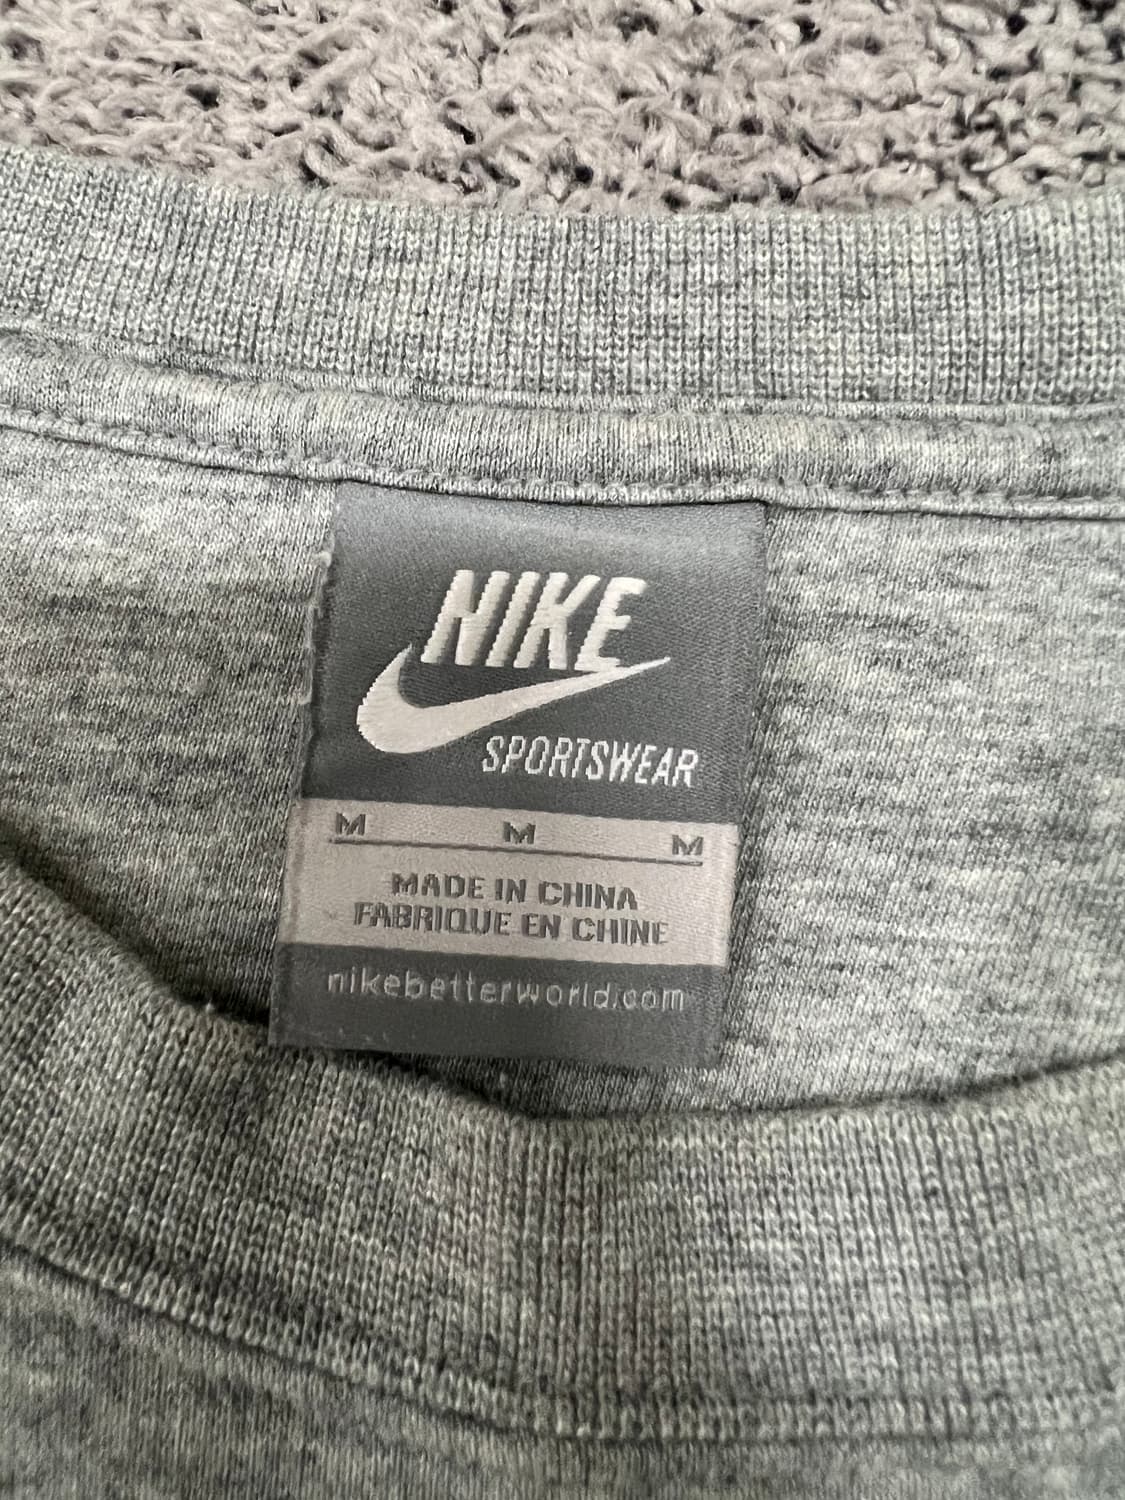 NIKE
SPORTSWEAR
M M M
MADE IN CHINA
FABRIQUE EN CHINE
nikebetterworld.com